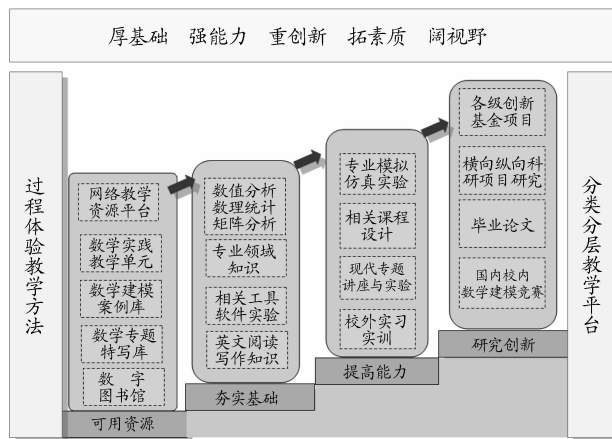 厚基础 强能力 重创新 拓素质 阔视野
过程体验教学方法
网络教学
资源平台
数学实践
教学单元
数学建模
案例库
数学专题
特写库
数 字
图书馆
可用资源
数值分析
数理统计
矩阵分析
专业领域
知识
相关工具
软件实验
英文阅读
写作知识
夯实基础
专业模拟
仿真实验
相关课程
设计
现代专题
讲座与实验
校外实习
实训
提高能力
各级创新
基金项目
横向纵向科
研项目研究
毕业论文
国内校内
数学建模竞赛
研究创新
分类分层教学平台